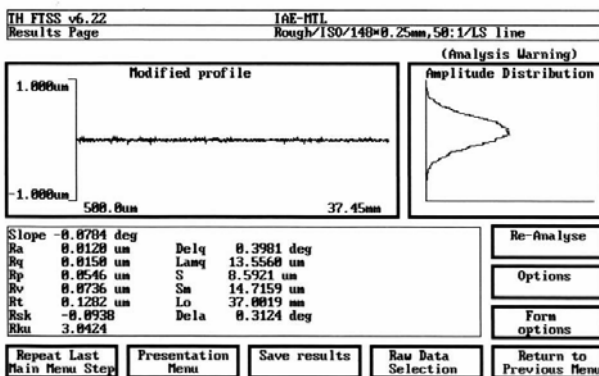 TH FTSS v6.22 IAE-MTL
Results Page Rough/ISO/148*0.25mm,50:1/LS line
(Analysis Warning)
Modified profile
Amplitude Distribution
1.000um
-1.000um
500.0um 37.45mm
Slope -0.0784 deg
Ra 0.0120 um Delq 0.3981 deg
Rq 0.0150 um Lamq 13.5560 um
Rp 0.0546 um S 8.5921 um
Rv 0.0736 um Sm 14.7159 um
Rt 0.1282 um Lo 37.0019 mm
Rsk -0.0938 Dela 0.3124 deg
Rku 3.0424
Re-Analyse
Options
Form
options
Repeat Last
Main Menu Step
Presentation
Menu
Save results
Raw Data
Selection
Return to
Previous Menu